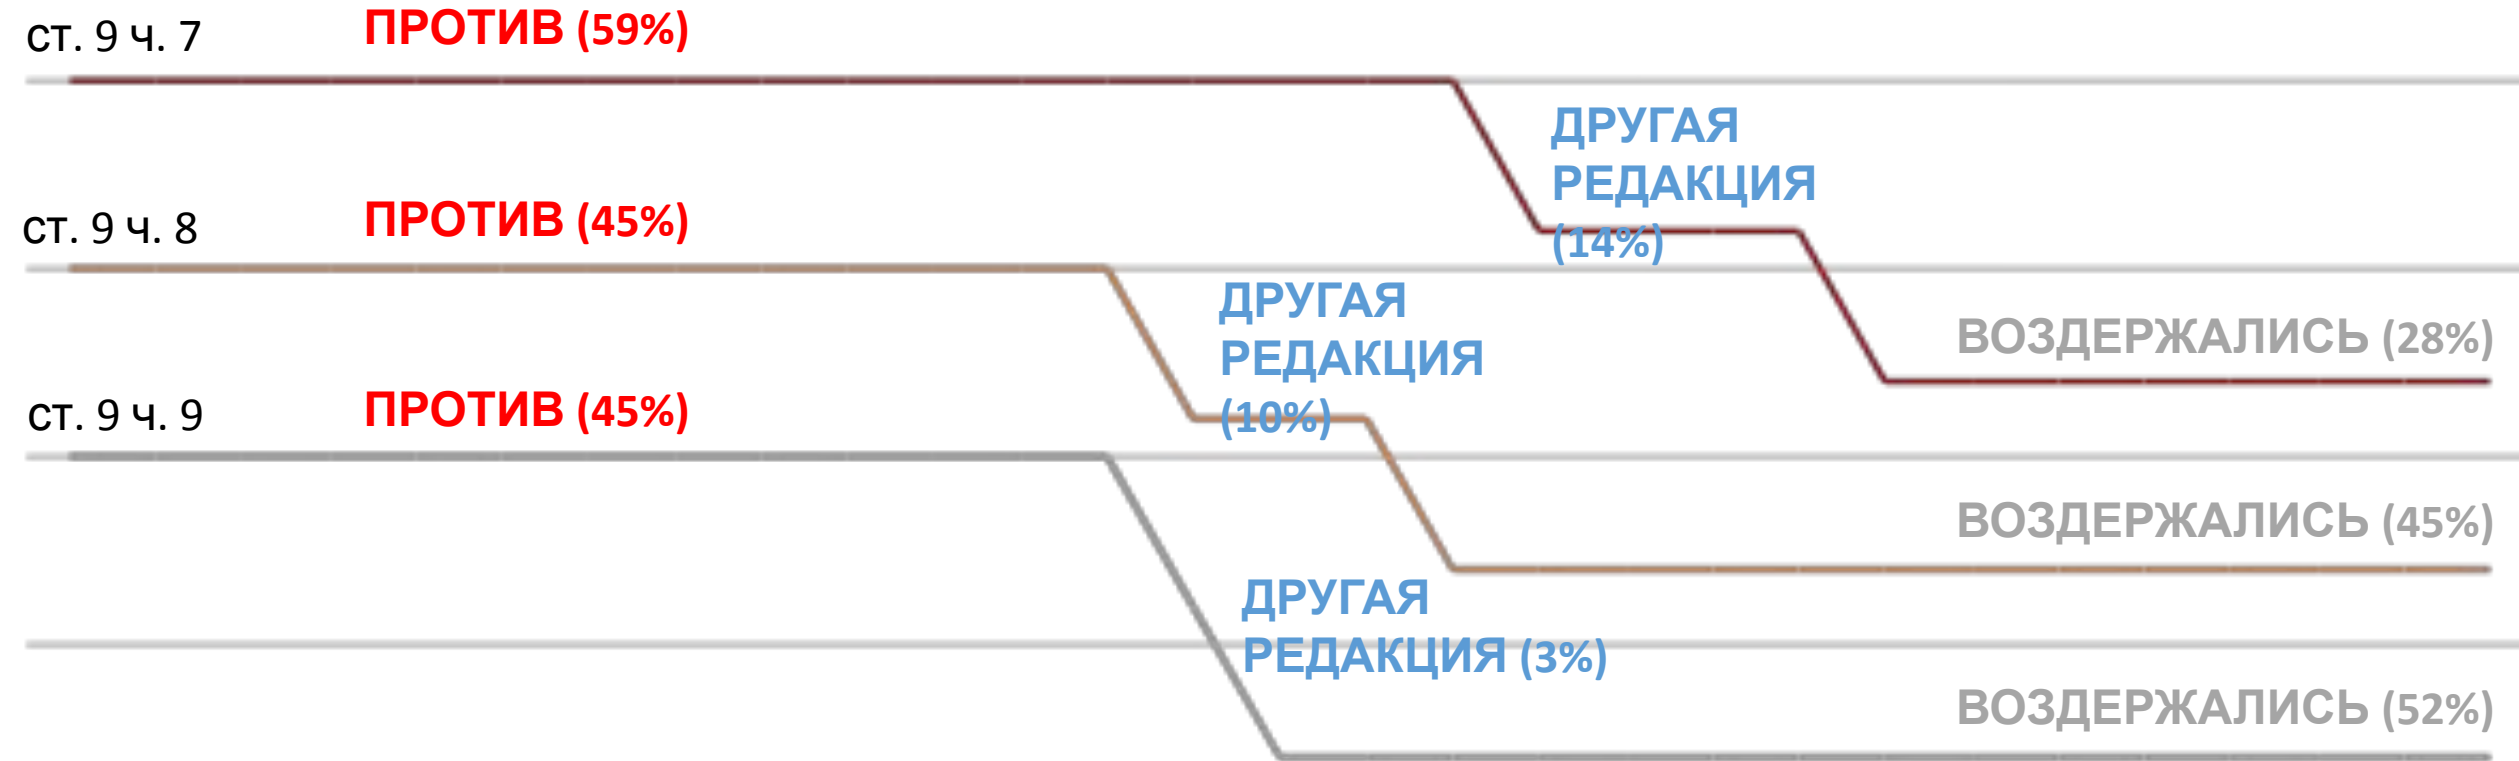 ст. 9 ч. 7
ПРОТИВ (59%)
ДРУГАЯ
РЕДАКЦИЯ
(14%)
ВОЗДЕРЖАЛИСЬ (28%)
ст. 9 ч. 8
ПРОТИВ (45%)
ДРУГАЯ
РЕДАКЦИЯ
(10%)
ВОЗДЕРЖАЛИСЬ (45%)
ст. 9 ч. 9
ПРОТИВ (45%)
ДРУГАЯ
РЕДАКЦИЯ (3%)
ВОЗДЕРЖАЛИСЬ (52%)